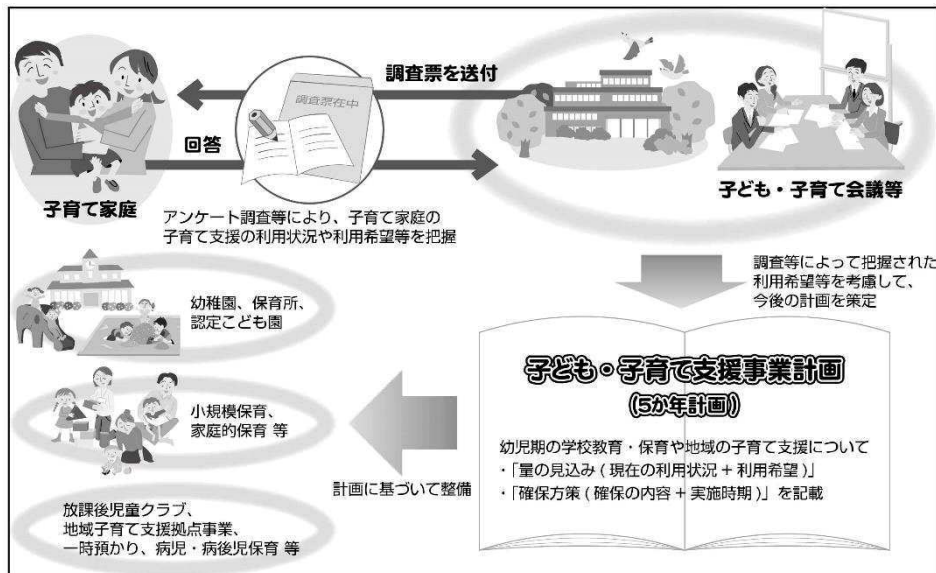 調査票を送付
調査票在中
回答
子育て家庭
子ども・子育て会議等
アンケート調査等により、子育て家庭の
子育て支援の利用状況や利用希望等を把握
調査等によって把握された
利用希望等を考慮して、
今後の計画を策定
子ども・子育て支援事業計画
(5か年計画)
幼児期の学校教育・保育や地域の子育て支援について
・「量の見込み ( 現在の利用状況 + 利用希望 )」
・「確保方策 ( 確保の内容 + 実施時期 )」を記載
計画に基づいて整備
幼稚園、保育所、
認定こども園
小規模保育、
家庭的保育 等
放課後児童クラブ、
地域子育て支援拠点事業、
一時預かり、病児・病後児保育 等